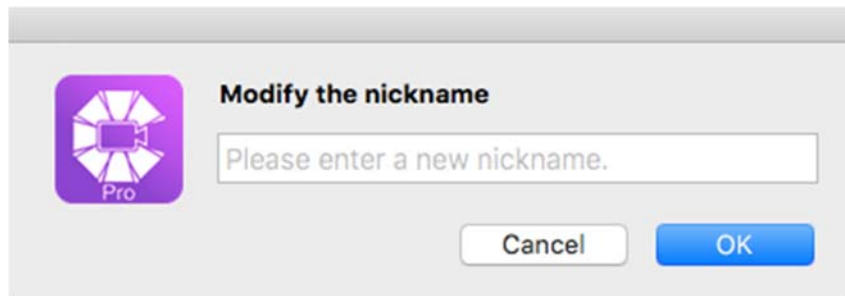 Modify the nickname
Please enter a new nickname.
Pro
Cancel
OK